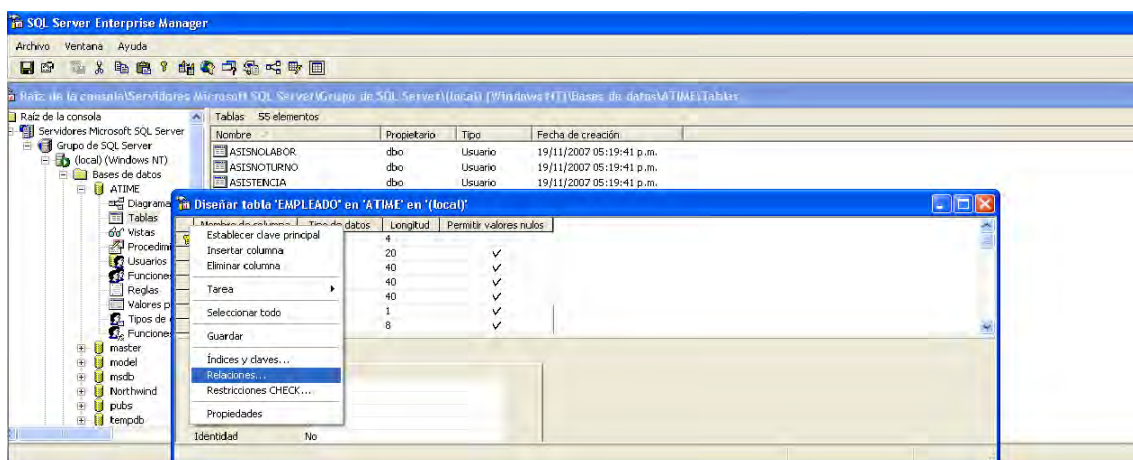 SQL Server Enterprise Manager
Archivo Ventana Ayuda
Raíz de la consola\Servidores Microsoft SQL Server\Grupo de SQL Server\(local) (Windows NT)\Bases de datos\ATIME\Tablas
Raíz de la consola
Servidores Microsoft SQL Server
Grupo de SQL Server
(local) (Windows NT)
Bases de datos
ATIME
Diagrama
Tablas
Vistas
Procedimi
Usuarios
Funcione
Reglas
Valores p
Tipos de
Funcione
master
model
msdb
Northwind
pubs
tempdb
Tablas 55 elementos
Nombre Propietario Tipo Fecha de creación
ASISNOLABOR dbo Usuario 19/11/2007 05:19:41 p.m.
ASISNOTURNO dbo Usuario 19/11/2007 05:19:41 p.m.
ASISTENCIA dbo Usuario 19/11/2007 05:19:41 p.m.
Diseñar tabla 'EMPLEADO' en 'ATIME' en '(local)'
Nombre de columna Tipo de datos Longitud Permitir valores nulos
4
20
40
40
40
1
8
Establecer clave principal
Insertar columna
Eliminar columna
Tarea
Seleccionar todo
Guardar
Índices y claves...
Relaciones...
Restricciones CHECK...
Propiedades
Identidad No